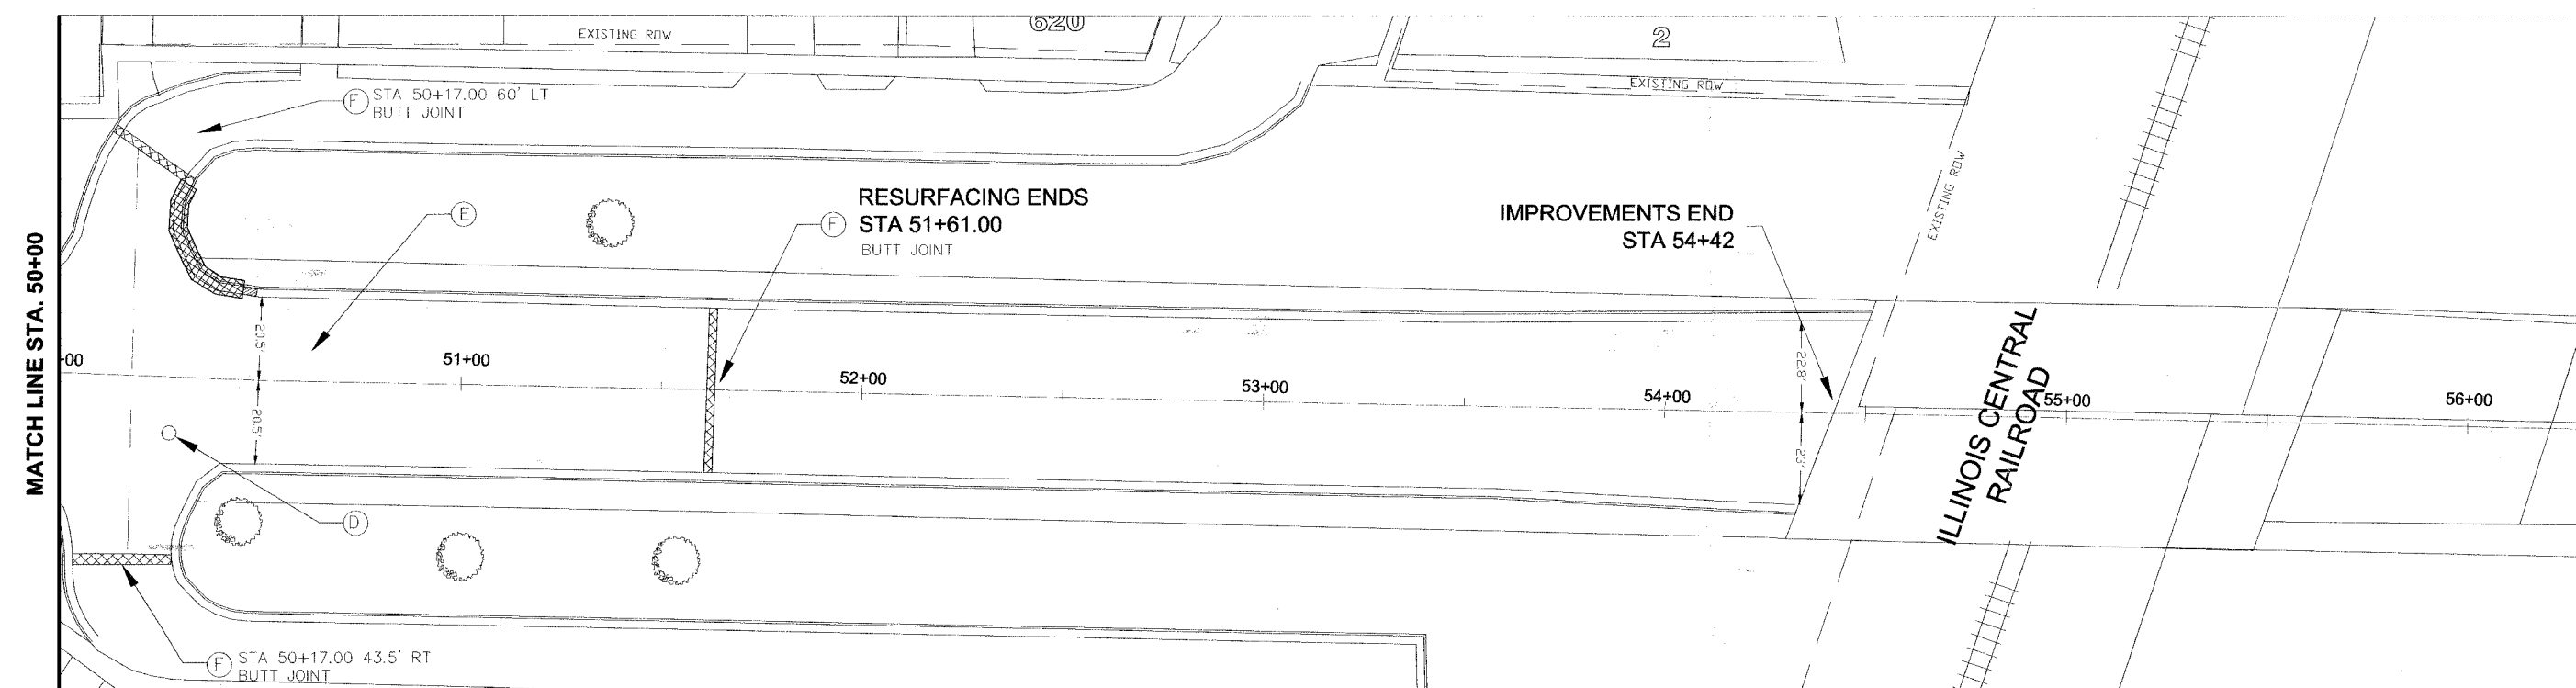 620
EXISTING ROW
2
EXISTING ROW
F STA 50+17.00 60' LT
BUTT JOINT
EXISTING ROW
E
RESURFACING ENDS
F STA 51+61.00
BUTT JOINT
IMPROVEMENTS END
STA 54+42
MATCH LINE STA. 50+00
+00
20.5'
51+00
52+00
53+00
54+00
22.8'
55+00
56+00
20.5'
23'
ILLINOIS CENTRAL
RAILROAD
D
F STA 50+17.00 43.5' RT
BUTT JOINT